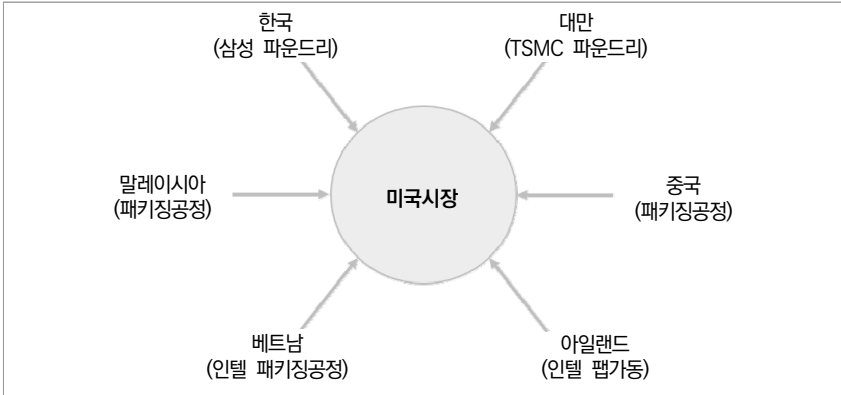 한국
(삼성 파운드리)
대만
(TSMC 파운드리)
말레이시아
(패키징공정)
미국시장
중국
(패키징공정)
베트남
(인텔 패키징공정)
아일랜드
(인텔 팹가동)